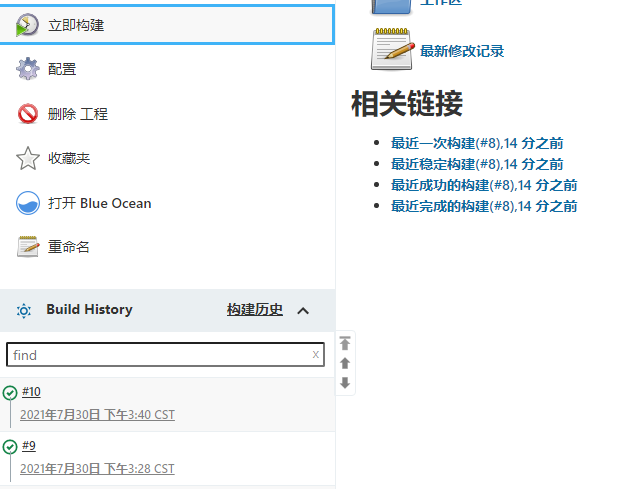 立即构建
配置
删除 工程
收藏夹
打开 Blue Ocean
重命名
Build History
构建历史
find
x
#10
2021年7月30日 下午3:40 CST
#9
2021年7月30日 下午3:28 CST
工作区
最新修改记录
相关链接
最近一次构建(#8),14 分之前
最近稳定构建(#8),14 分之前
最近成功的构建(#8),14 分之前
最近完成的构建(#8),14 分之前